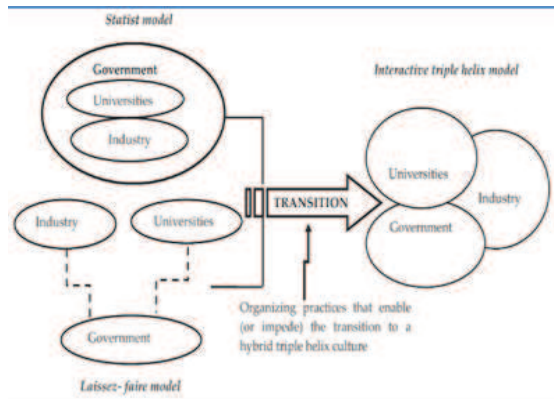 Statist model
Government
Universities
Industry
Industry
Universities
Government
Laissez- faire model
TRANSITION
Organizing practices that enable
(or impede) the transition to a
hybrid triple helix culture
Interactive triple helix model
Universities
Industry
Government